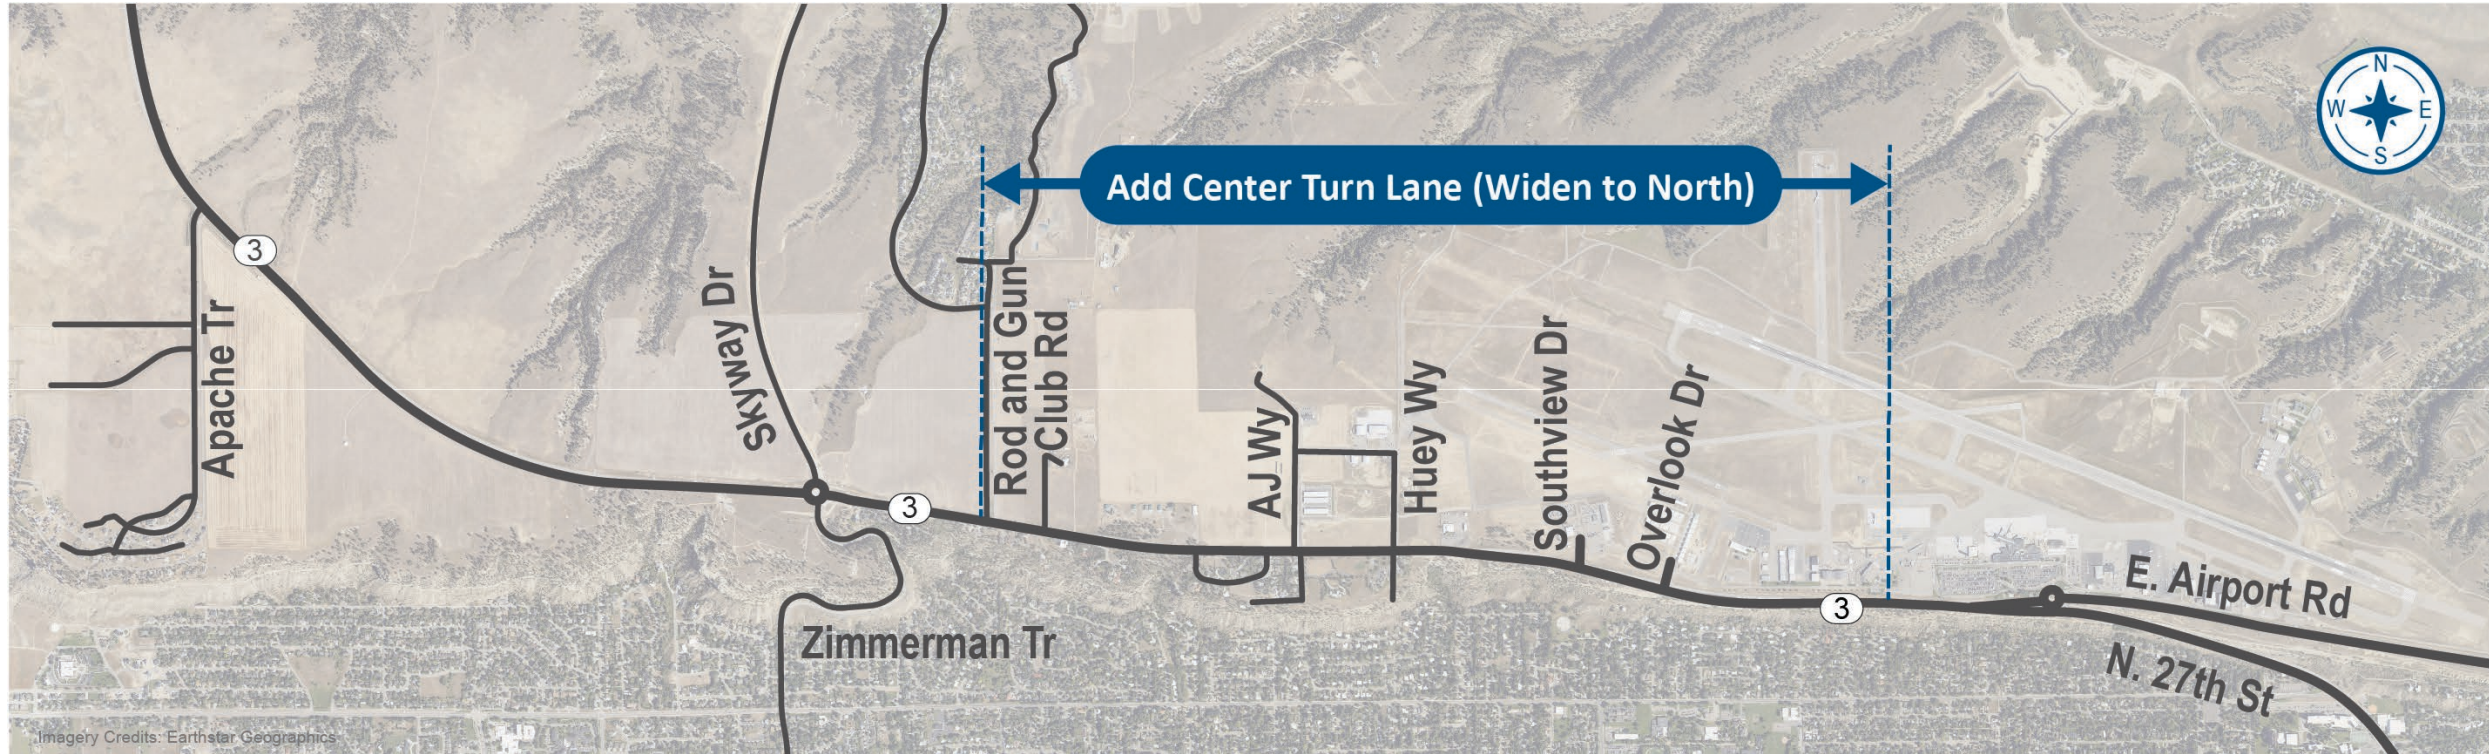 N
W E
S
Add Center Turn Lane (Widen to North)
3
Apache Tr
Skyway Dr
3
Zimmerman Tr
Rod and Gun
Club Rd
AJ Wy
Huey Wy
Southview Dr
Overlook Dr
3
E. Airport Rd
N. 27th St
Imagery Credits: Earthstar Geographics